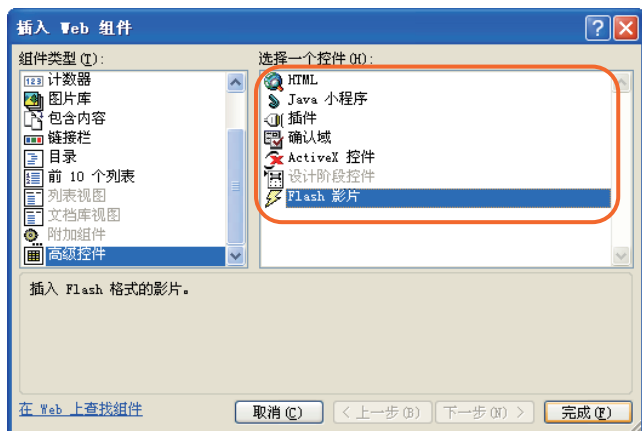 插入 Web 组件
组件类型(T):
计数器
图片库
包含内容
链接栏
目录
前 10 个列表
列表视图
文档库视图
附加组件
高级控件
选择一个控件(H):
HTML
Java 小程序
插件
确认域
ActiveX 控件
设计阶段控件
Flash 影片
插入 Flash 格式的影片。
在 Web 上查找组件
取消(C)
< 上一步(B)
下一步(N) >
完成(F)